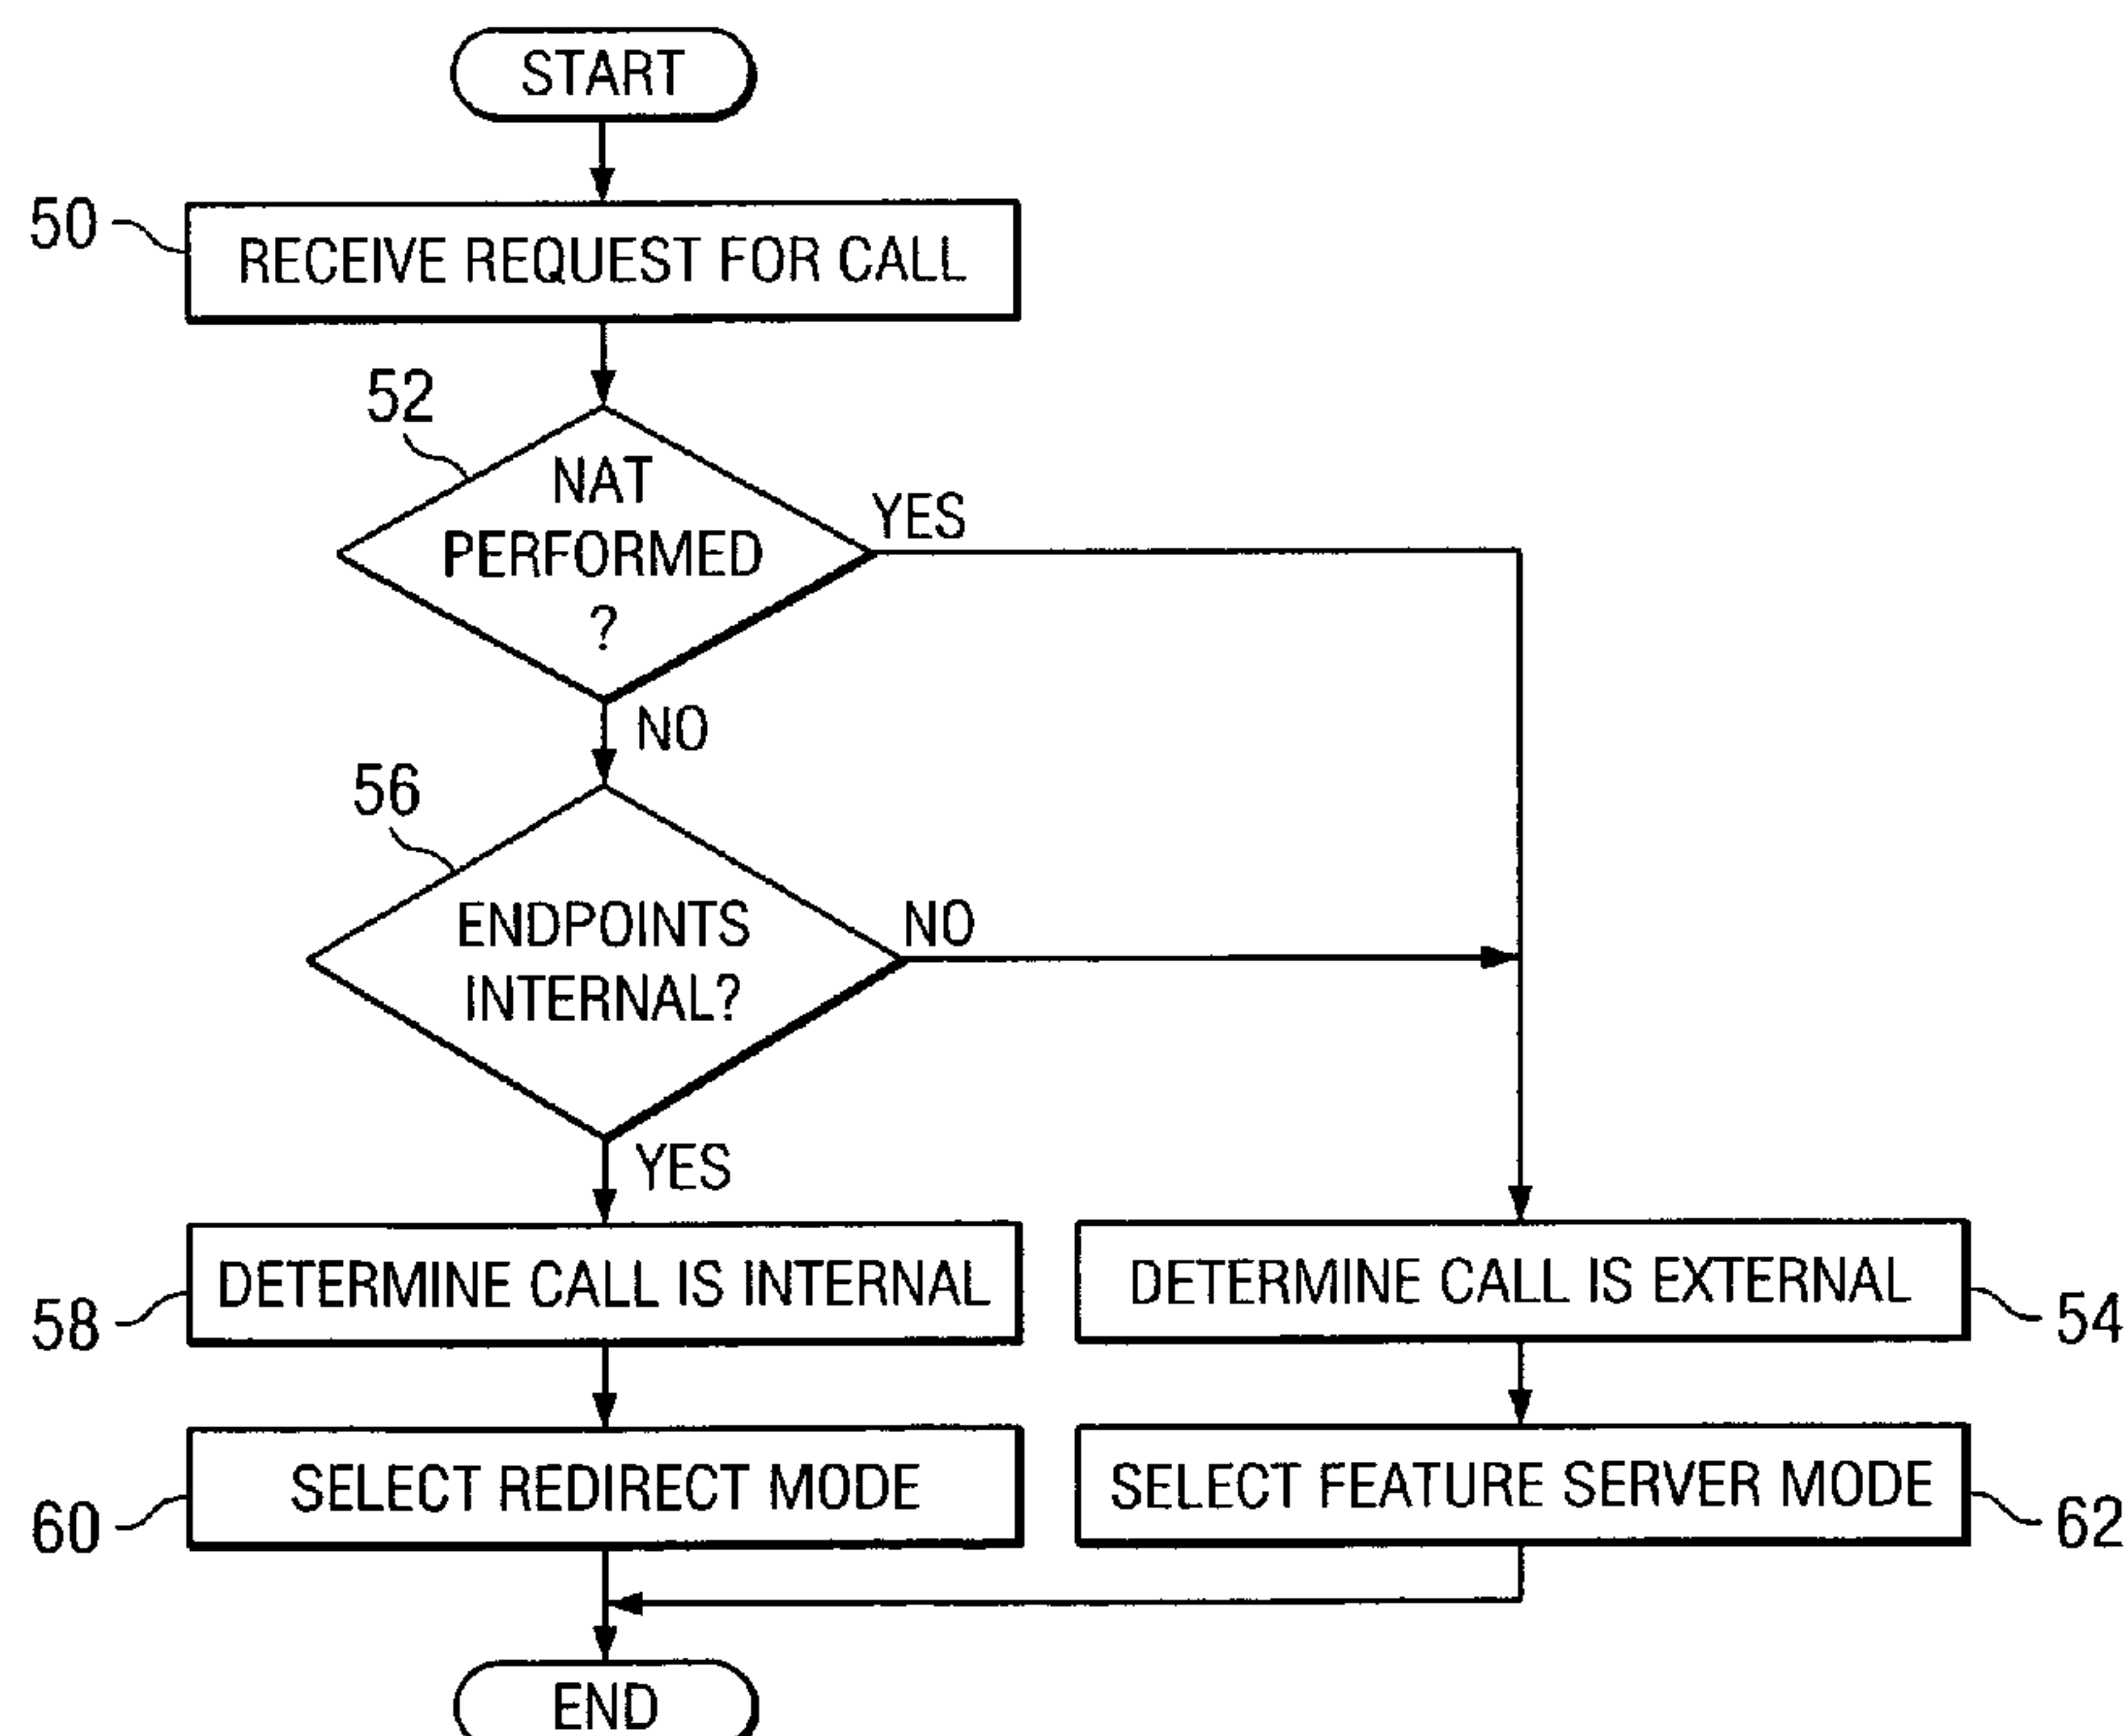 START
50
RECEIVE REQUEST FOR CALL
52
NAT
PERFORMED
?
YES
NO
56
ENDPOINTS
INTERNAL?
NO
YES
58
DETERMINE CALL IS INTERNAL
DETERMINE CALL IS EXTERNAL
54
60
SELECT REDIRECT MODE
SELECT FEATURE SERVER MODE
62
END